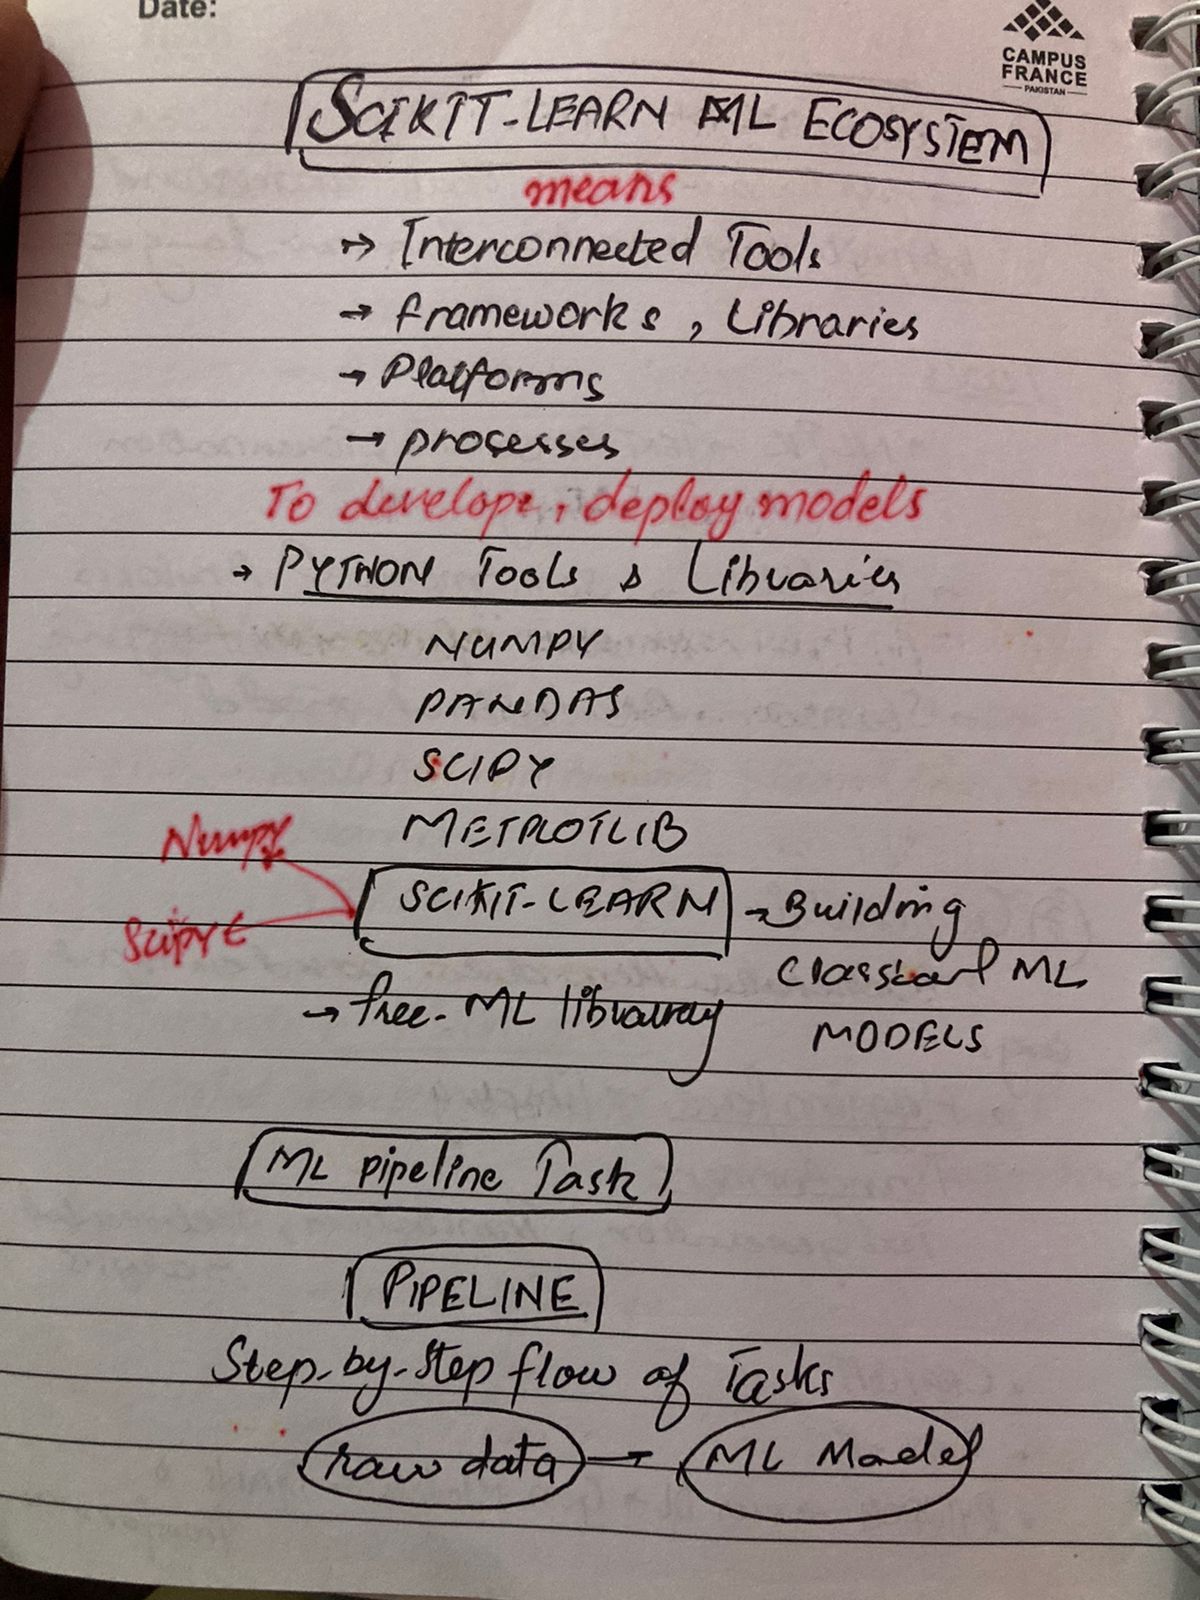 Date:
CAMPUS
FRANCE
PAKISTAN
SCIKIT-LEARN ML ECOSYSTEM
means
→ Interconnected Tools
→ frameworks, Libraries
→ Platforms
→ processes
To develope, deploy models
→ PYTHON Tools & Libraries
NUMPY
PANDAS
SCIPY
METPLOTLIB
Numpy
SCIKIT-LEARN → Building
Scipy
Classical ML
→ free-ML libraray
MODELS
ML pipeline Task
PIPELINE
Step-by-Step flow of Tasks
raw data → ML Model